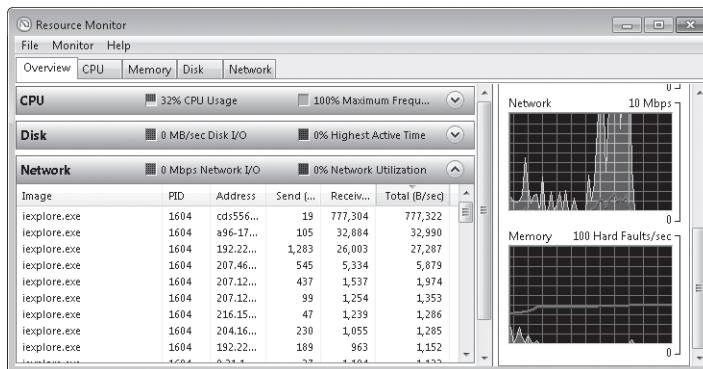 Resource Monitor
File Monitor Help
Overview CPU Memory Disk Network
CPU 32% CPU Usage 100% Maximum Frequ...
Disk 0 MB/sec Disk I/O 0% Highest Active Time
Network 0 Mbps Network I/O 0% Network Utilization
Image PID Address Send (... Receiv... Total (B/sec)
iexplore.exe 1604 cds556... 19 777,304 777,322
iexplore.exe 1604 a96-17... 105 32,884 32,990
iexplore.exe 1604 192.22... 1,283 26,003 27,287
iexplore.exe 1604 207.46... 545 5,334 5,879
iexplore.exe 1604 207.12... 437 1,537 1,974
iexplore.exe 1604 207.12... 99 1,254 1,353
iexplore.exe 1604 216.15... 47 1,239 1,286
iexplore.exe 1604 204.16... 230 1,055 1,285
iexplore.exe 1604 192.22... 189 963 1,152
0
Network 10 Mbps
0
Memory 100 Hard Faults/sec
0